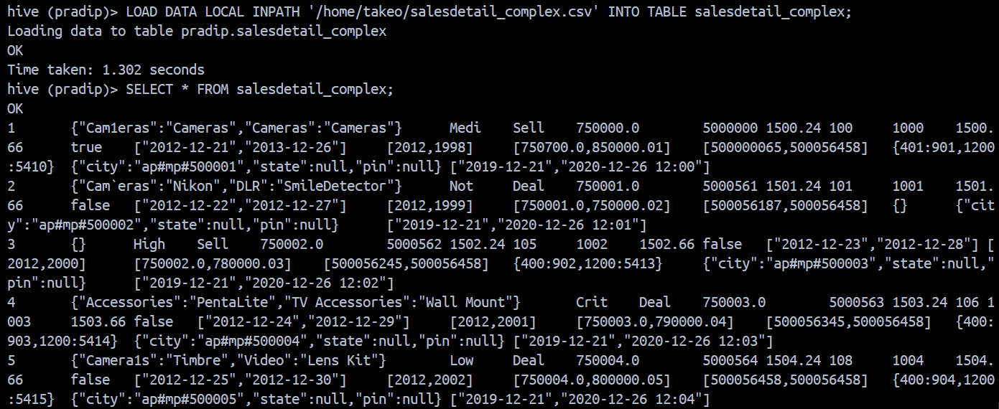 hive (pradip)> LOAD DATA LOCAL INPATH '/home/takeo/salesdetail_complex.csv' INTO TABLE salesdetail_complex;
Loading data to table pradip.salesdetail_complex
OK
Time taken: 1.302 seconds
hive (pradip)> SELECT * FROM salesdetail_complex;
OK
1 {"Cam1eras":"Cameras","Cameras":"Cameras"} Medi Sell 750000.0 5000000 1500.24 100 1000 1500.
66 true ["2012-12-21","2013-12-26"] [2012,1998] [750700.0,850000.01] [500000065,500056458] {401:901,1200
:5410} {"city":"ap#mp#500001","state":null,"pin":null} ["2019-12-21","2020-12-26 12:00"]
2 {"Cam`eras":"Nikon","DLR":"SmileDetector"} Not Deal 750001.0 5000561 1501.24 101 1001 1501.
66 false ["2012-12-22","2012-12-27"] [2012,1999] [750001.0,750000.02] [500056187,500056458] {} {"cit
y":"ap#mp#500002","state":null,"pin":null} ["2019-12-21","2020-12-26 12:01"]
3 {} High Sell 750002.0 5000562 1502.24 105 1002 1502.66 false ["2012-12-23","2012-12-28"] [
2012,2000] [750002.0,780000.03] [500056245,500056458] {400:902,1200:5413} {"city":"ap#mp#500003","state":null,"
pin":null} ["2019-12-21","2020-12-26 12:02"]
4 {"Accessories":"PentaLite","TV Accessories":"Wall Mount"} Crit Deal 750003.0 5000563 1503.24 106 1
003 1503.66 false ["2012-12-24","2012-12-29"] [2012,2001] [750003.0,790000.04] [500056345,500056458] {400:
903,1200:5414} {"city":"ap#mp#500004","state":null,"pin":null} ["2019-12-21","2020-12-26 12:03"]
5 {"Camera1s":"Timbre","Video":"Lens Kit"} Low Deal 750004.0 5000564 1504.24 108 1004 1504.
66 false ["2012-12-25","2012-12-30"] [2012,2002] [750004.0,800000.05] [500056458,500056458] {400:904,1200
:5415} {"city":"ap#mp#500005","state":null,"pin":null} ["2019-12-21","2020-12-26 12:04"]